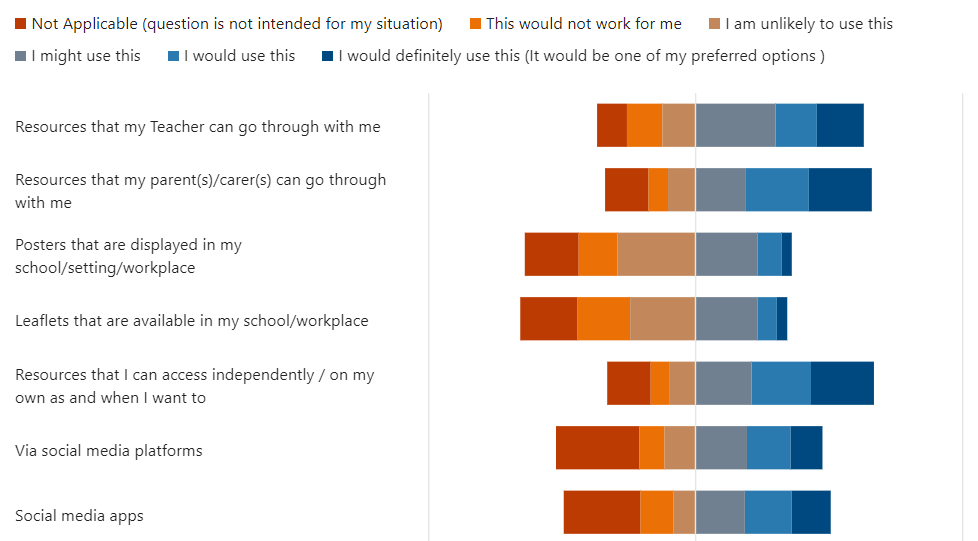 Not Applicable (question is not intended for my situation) This would not work for me I am unlikely to use this
I might use this I would use this I would definitely use this (It would be one of my preferred options )
Resources that my Teacher can go through with me
Resources that my parent(s)/carer(s) can go through
with me
Posters that are displayed in my
school/setting/workplace
Leaflets that are available in my school/workplace
Resources that I can access independently / on my
own as and when I want to
Via social media platforms
Social media apps